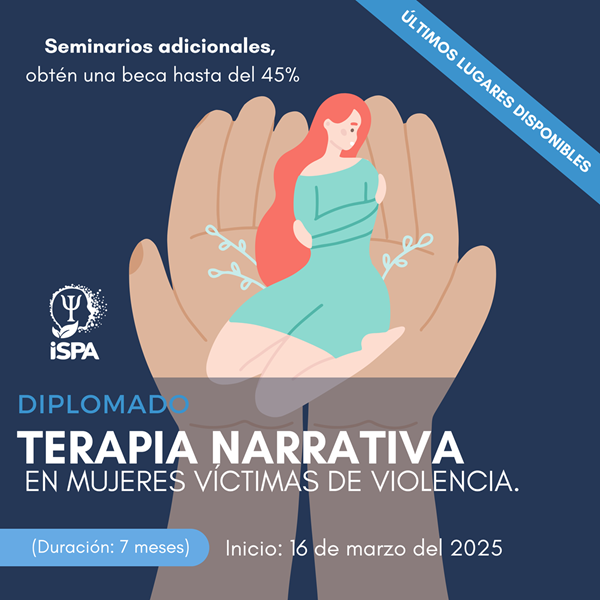 Seminarios adicionales,
obtén una beca hasta del 45%
ÚLTIMOS LUGARES DISPONIBLES
Ψ
iSPA
DIPLOMADO
TERAPIA NARRATIVA
EN MUJERES VÍCTIMAS DE VIOLENCIA.
(Duración: 7 meses)
Inicio: 16 de marzo del 2025